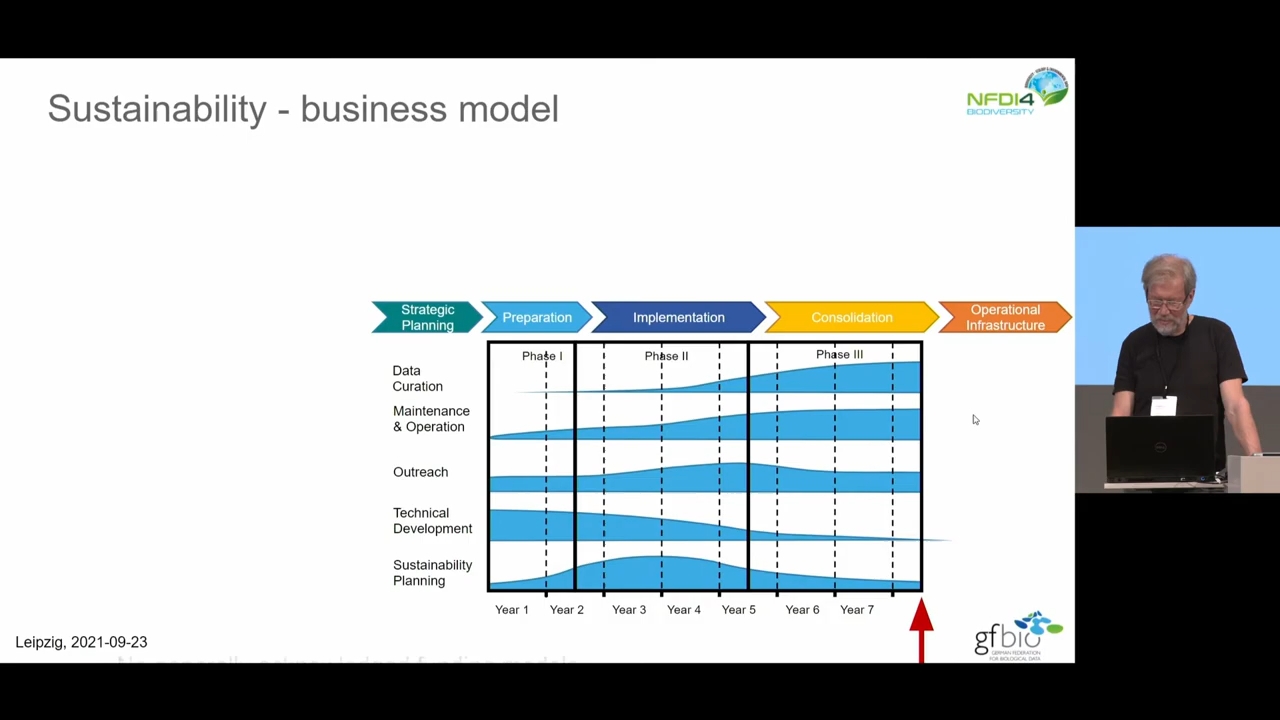 Sustainability - business model
NFDI4
BIODIVERSITY
Strategic
Planning
Preparation
Implementation
Consolidation
Operational
Infrastructure
Phase I
Phase II
Phase III
Data
Curation
Maintenance
& Operation
Outreach
Technical
Development
Sustainability
Planning
Year 1
Year 2
Year 3
Year 4
Year 5
Year 6
Year 7
Leipzig, 2021-09-23
gfbio
GERMAN FEDERATION
FOR BIOLOGICAL DATA